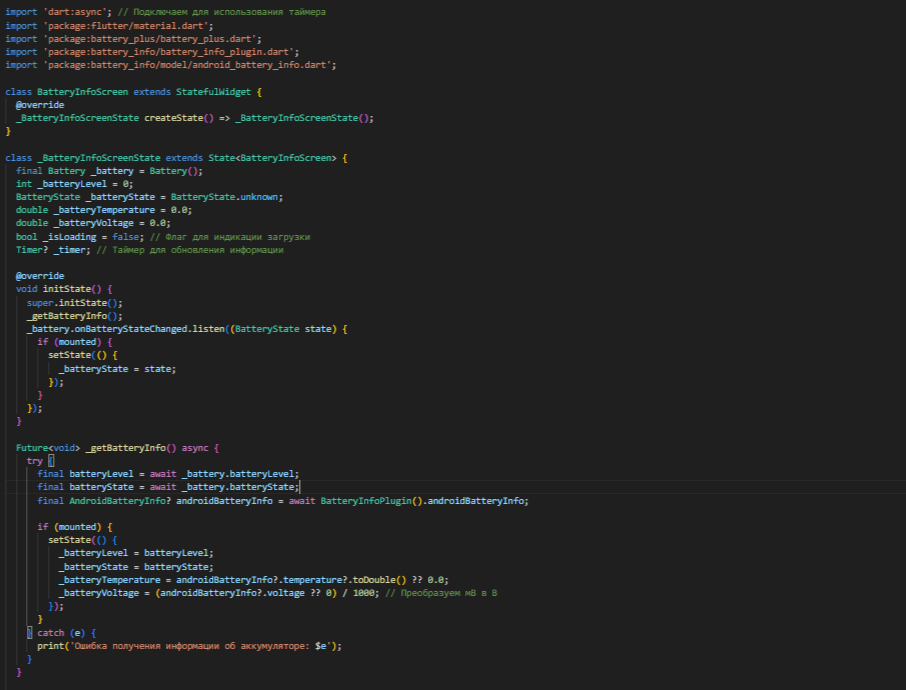 import 'dart:async'; // Подключаем для использования таймера
import 'package:flutter/material.dart';
import 'package:battery_plus/battery_plus.dart';
import 'package:battery_info/battery_info_plugin.dart';
import 'package:battery_info/model/android_battery_info.dart';

class BatteryInfoScreen extends StatefulWidget {
  @override
  _BatteryInfoScreenState createState() => _BatteryInfoScreenState();
}

class _BatteryInfoScreenState extends State<BatteryInfoScreen> {
  final Battery _battery = Battery();
  int _batteryLevel = 0;
  BatteryState _batteryState = BatteryState.unknown;
  double _batteryTemperature = 0.0;
  double _batteryVoltage = 0.0;
  bool _isLoading = false; // Флаг для индикации загрузки
  Timer? _timer; // Таймер для обновления информации

  @override
  void initState() {
    super.initState();
    _getBatteryInfo();
    _battery.onBatteryStateChanged.listen((BatteryState state) {
      if (mounted) {
        setState(() {
          _batteryState = state;
        });
      }
    });
  }

  Future<void> _getBatteryInfo() async {
    try {
      final batteryLevel = await _battery.batteryLevel;
      final batteryState = await _battery.batteryState;
      final AndroidBatteryInfo? androidBatteryInfo = await BatteryInfoPlugin().androidBatteryInfo;

      if (mounted) {
        setState(() {
          _batteryLevel = batteryLevel;
          _batteryState = batteryState;
          _batteryTemperature = androidBatteryInfo?.temperature?.toDouble() ?? 0.0;
          _batteryVoltage = (androidBatteryInfo?.voltage ?? 0) / 1000; // Преобразуем мВ в В
        });
      }
    } catch (e) {
      print('Ошибка получения информации об аккумуляторе: $e');
    }
  }